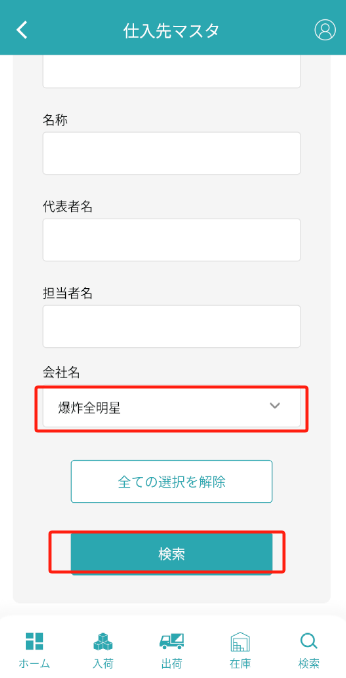 仕入先マスタ
名称
代表者名
担当者名
会社名
爆炸全明星
全ての選択を解除
検索
ホーム
入荷
出荷
在庫
検索